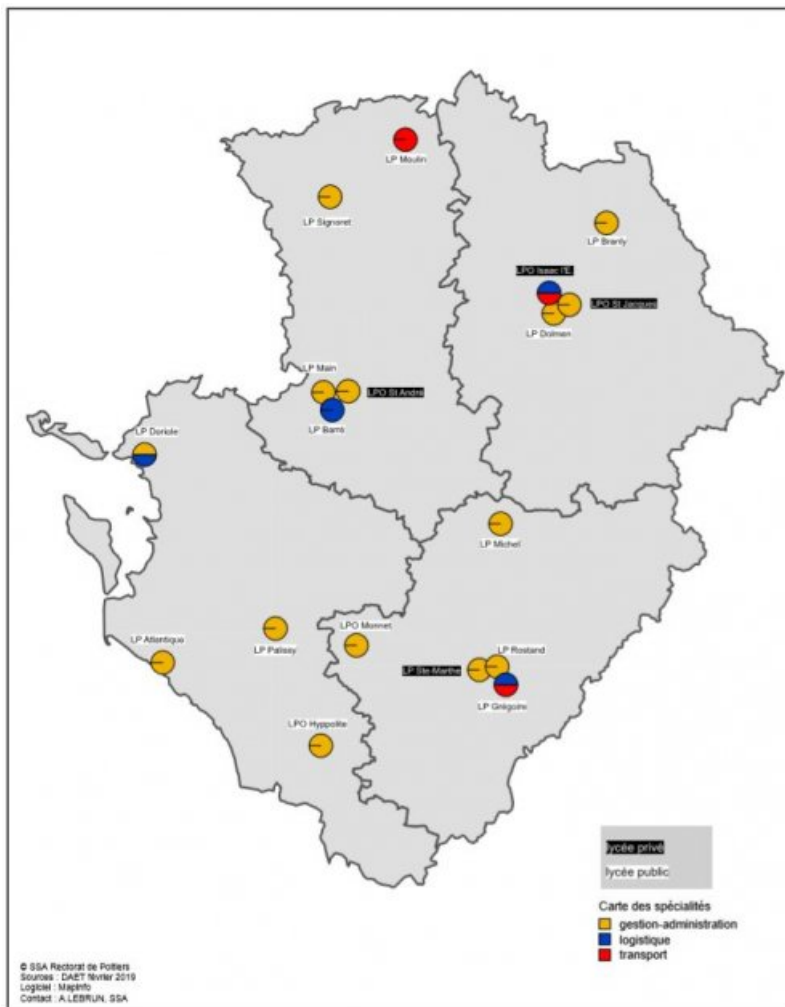 LP Moulin
LP Signoret
LP Branly
LPO Isaac l'E.
LPO St Jacques
LP Dolmen
LP Main
LPO St André
LP Barré
LP Doriole
LP Michel
LPO Monnet
LP Atlantique
LP Palissy
LP Rostand
LP Ste-Marthe
LP Grégoire
LPO Hyppolite
lycée privé
lycée public
Carte des spécialités
gestion-administration
logistique
transport
© SSA Rectorat de Poitiers
Sources : DAET février 2019
Logiciel : MapInfo
Contact : A.LEBRUN, SSA